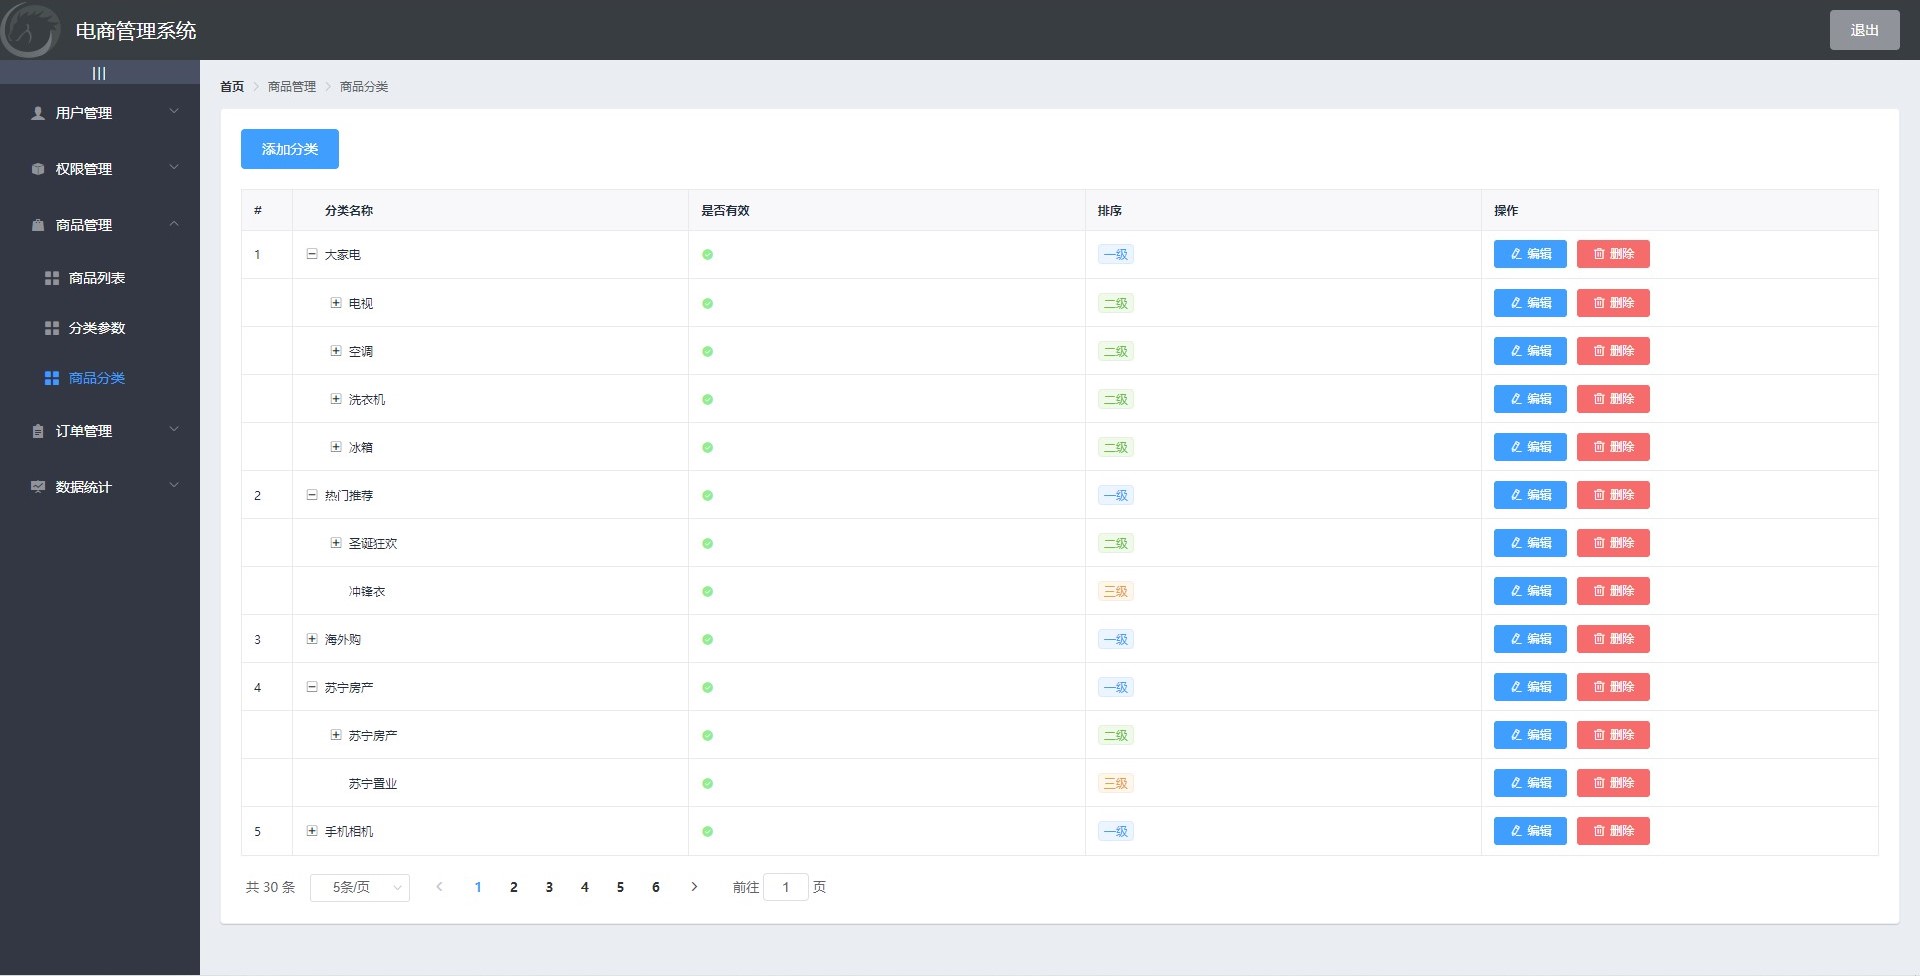 电商管理系统
退出
|||
首页 > 商品管理 > 商品分类
用户管理
权限管理
商品管理
商品列表
分类参数
商品分类
订单管理
数据统计
添加分类
# 分类名称 是否有效 排序 操作
1 大家电 一级 编辑 删除
电视 二级 编辑 删除
空调 二级 编辑 删除
洗衣机 二级 编辑 删除
冰箱 二级 编辑 删除
2 热门推荐 一级 编辑 删除
圣诞狂欢 二级 编辑 删除
冲锋衣 三级 编辑 删除
3 海外购 一级 编辑 删除
4 苏宁房产 一级 编辑 删除
苏宁房产 二级 编辑 删除
苏宁置业 三级 编辑 删除
5 手机相机 一级 编辑 删除
共 30 条 5条/页 < 1 2 3 4 5 6 > 前往 1 页